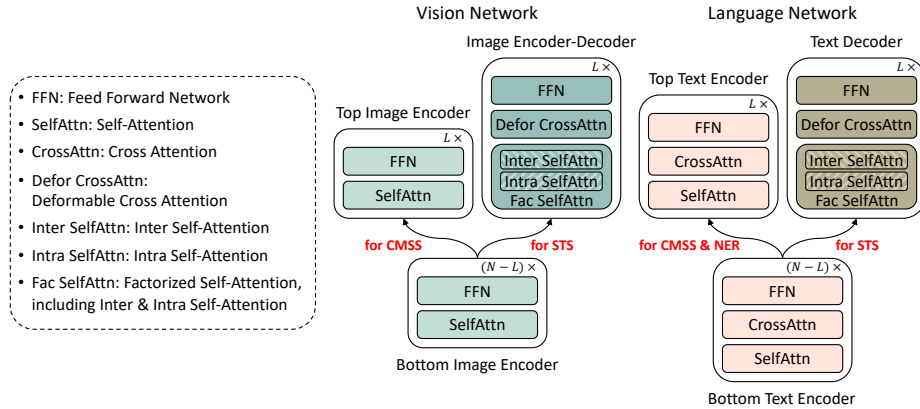 Vision Network
Language Network
• FFN: Feed Forward Network
• SelfAttn: Self-Attention
• CrossAttn: Cross Attention
• Defor CrossAttn:
Deformable Cross Attention
• Inter SelfAttn: Inter Self-Attention
• Intra SelfAttn: Intra Self-Attention
• Fac SelfAttn: Factorized Self-Attention,
including Inter & Intra Self-Attention
Top Image Encoder
L ×
FFN
SelfAttn
Image Encoder-Decoder
L ×
FFN
Defor CrossAttn
Inter SelfAttn
Intra SelfAttn
Fac SelfAttn
for CMSS
for STS
(N − L) ×
FFN
SelfAttn
Bottom Image Encoder
Top Text Encoder
L ×
FFN
CrossAttn
SelfAttn
Text Decoder
L ×
FFN
Defor CrossAttn
Inter SelfAttn
Intra SelfAttn
Fac SelfAttn
for CMSS & NER
for STS
(N − L) ×
FFN
CrossAttn
SelfAttn
Bottom Text Encoder